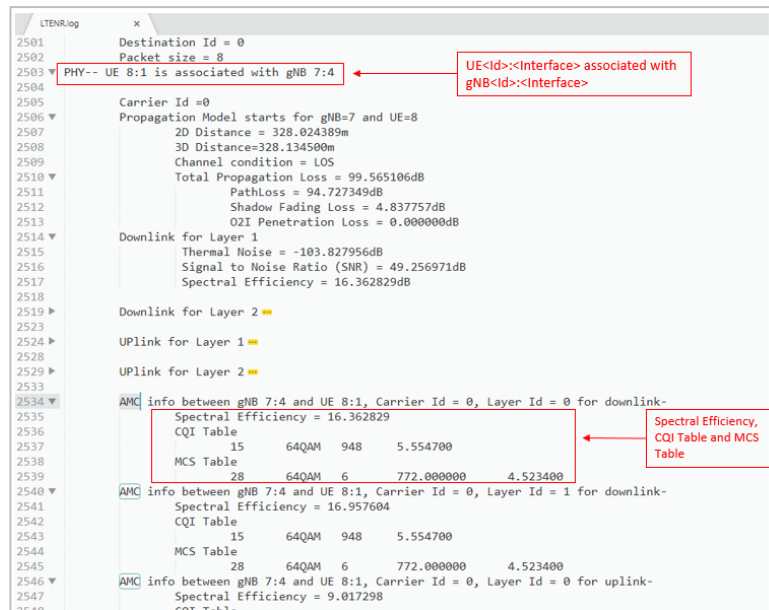 LTENR.log ×
2501 Destination Id = 0
2502 Packet size = 8
2503 PHY-- UE 8:1 is associated with gNB 7:4
UE<Id>:<Interface> associated with
gNB<Id>:<Interface>
2504
2505 Carrier Id =0
2506 Propagation Model starts for gNB=7 and UE=8
2507 2D Distance = 328.024389m
2508 3D Distance=328.134500m
2509 Channel condition = LOS
2510 Total Propagation Loss = 99.565106dB
2511 PathLoss = 94.727349dB
2512 Shadow Fading Loss = 4.837757dB
2513 O2I Penetration Loss = 0.000000dB
2514 Downlink for Layer 1
2515 Thermal Noise = -103.827956dB
2516 Signal to Noise Ratio (SNR) = 49.256971dB
2517 Spectral Efficiency = 16.362829dB
2518
2519 Downlink for Layer 2
2523
2524 UPlink for Layer 1
2528
2529 UPlink for Layer 2
2533
2534 AMC info between gNB 7:4 and UE 8:1, Carrier Id = 0, Layer Id = 0 for downlink-
2535 Spectral Efficiency = 16.362829
2536 CQI Table
2537 15 64QAM 948 5.554700
2538 MCS Table
2539 28 64QAM 6 772.000000 4.523400
Spectral Efficiency,
CQI Table and MCS
Table
2540 AMC info between gNB 7:4 and UE 8:1, Carrier Id = 0, Layer Id = 1 for downlink-
2541 Spectral Efficiency = 16.957604
2542 CQI Table
2543 15 64QAM 948 5.554700
2544 MCS Table
2545 28 64QAM 6 772.000000 4.523400
2546 AMC info between gNB 7:4 and UE 8:1, Carrier Id = 0, Layer Id = 0 for uplink-
2547 Spectral Efficiency = 9.017298
2548 CQI Table